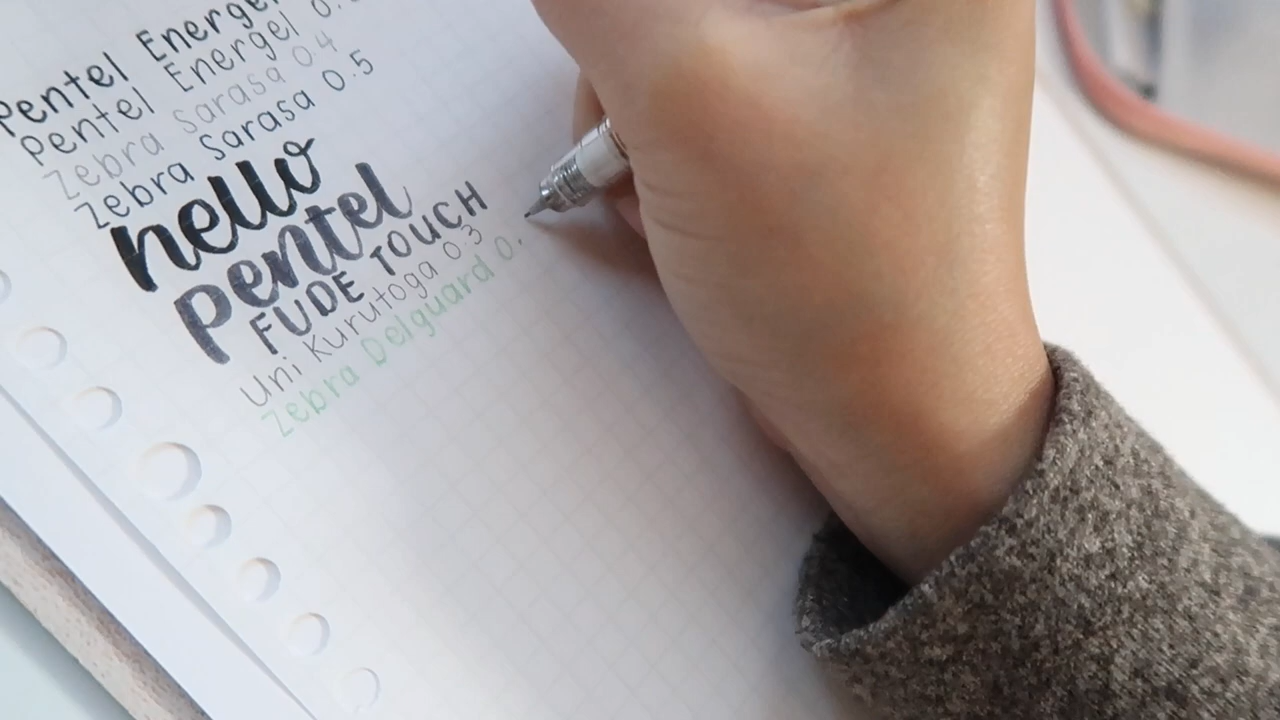 Pentel Energel
Pentel Energel 0.
Zebra Sarasa 0.4
Zebra Sarasa 0.5
hello
pentel
FUDE TOUCH
Uni Kurutoga 0.3
Zebra Delguard 0.